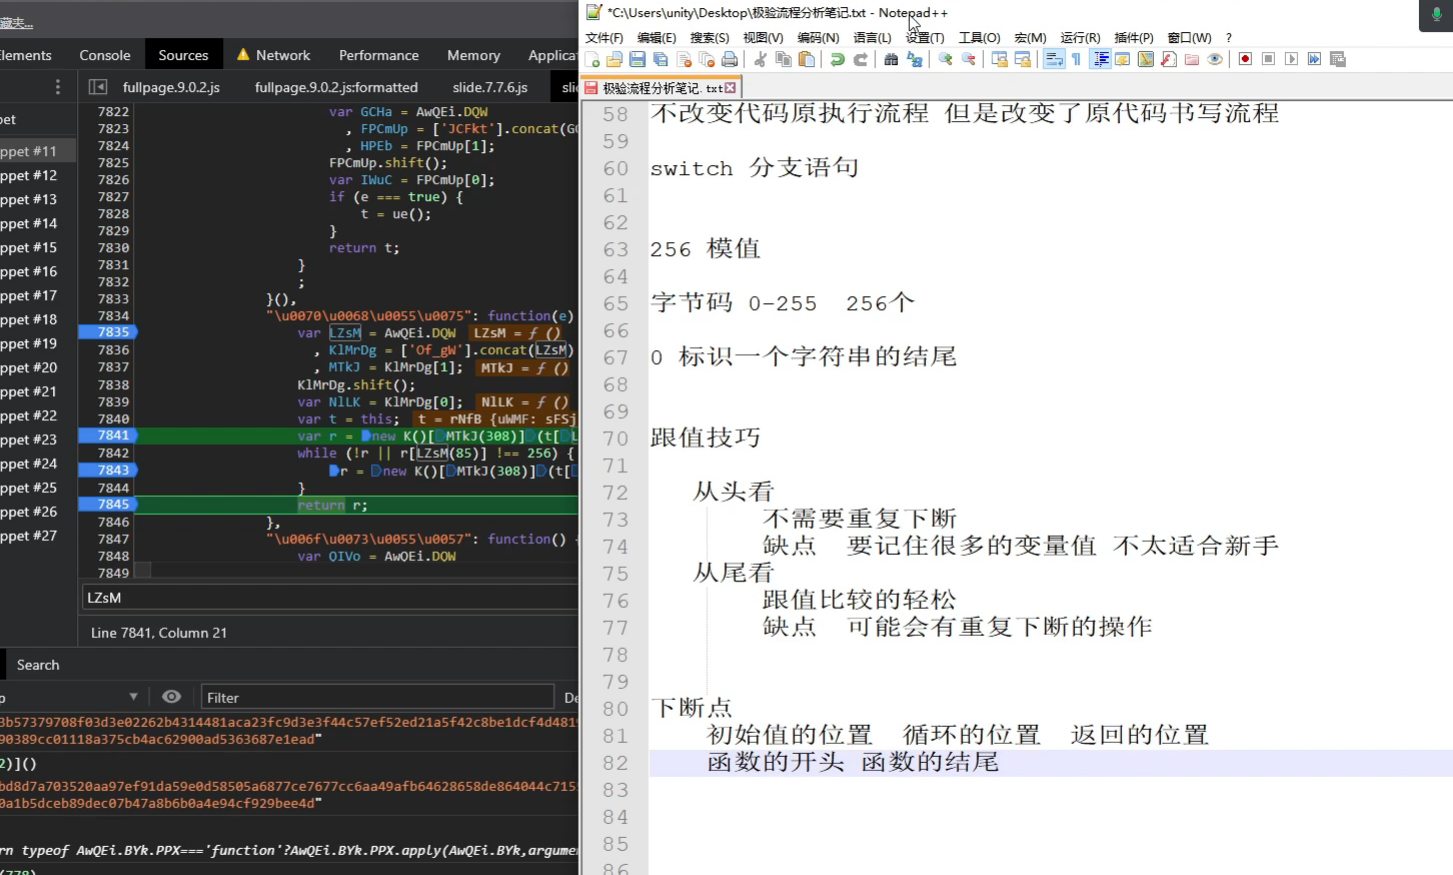 藏夹...
Elements Console Sources Network Performance Memory Applica
fullpage.9.0.2.js fullpage.9.0.2.js:formatted slide.7.7.6.js sli
pet
ppet #11
ppet #12
ppet #13
ppet #14
ppet #15
ppet #16
ppet #17
ppet #18
ppet #19
ppet #20
ppet #21
ppet #22
ppet #23
ppet #24
ppet #25
ppet #26
ppet #27
7822 var GCHa = AwQEi.DQW
7823 , FPCmUp = ['JCFkt'].concat(GC
7824 , HPEb = FPCmUp[1];
7825 FPCmUp.shift();
7826 var IWuC = FPCmUp[0];
7827 if (e === true) {
7828 t = ue();
7829 }
7830 return t;
7831 }
7832 ;
7833 }(),
7834 "\u0070\u0068\u0055\u0075": function(e)
7835 var LZsM = AwQEi.DQW LZsM = ƒ ()
7836 , KlMrDg = ['Of_gW'].concat(LZsM)
7837 , MTkJ = KlMrDg[1]; MTkJ = ƒ ()
7838 KlMrDg.shift();
7839 var NlLK = KlMrDg[0]; NlLK = ƒ ()
7840 var t = this; t = rNfB {uWMF: sFSj
7841 var r = new K()[MTkJ(308)](t[L
7842 while (!r || r[LZsM(85)] !== 256) {
7843 r = new K()[MTkJ(308)](t[
7844 }
7845 return r;
7846 },
7847 "\u006f\u0073\u0055\u0057": function() {
7848 var QIVo = AwQEi.DQW
7849
LZsM
Line 7841, Column 21
Search
p Filter De
3b57379708f03d3e02262b4314481aca23fc9d3e3f44c57ef52ed21a5f42c8be1dcf4d481
90389cc01118a375cb4ac62900ad5363687e1ead"
2)]()
bd8d7a703520aa97ef91da59e0d58505a6877ce7677cc6aa49afb64628658de864044c715
0a1b5dceb89dec07b47a8b6b0a4e94cf929bee4d"
rn typeof AwQEi.BYk.PPX==='function'?AwQEi.BYk.PPX.apply(AwQEi.BYk,argume
(778)
*C:\Users\unity\Desktop\极验流程分析笔记.txt - Notepad++
文件(F) 编辑(E) 搜索(S) 视图(V) 编码(N) 语言(L) 设置(T) 工具(O) 宏(M) 运行(R) 插件(P) 窗口(W) ?
极验流程分析笔记.txt
58 不改变代码原执行流程 但是改变了原代码书写流程
59
60 switch 分支语句
61
62
63 256 模值
64
65 字节码 0-255 256个
66
67 0 标识一个字符串的结尾
68
69
70 跟值技巧
71
72 从头看
73 不需要重复下断
74 缺点 要记住很多的变量值 不太适合新手
75 从尾看
76 跟值比较的轻松
77 缺点 可能会有重复下断的操作
78
79
80 下断点
81 初始值的位置 循环的位置 返回的位置
82 函数的开头 函数的结尾
83
84
85
86